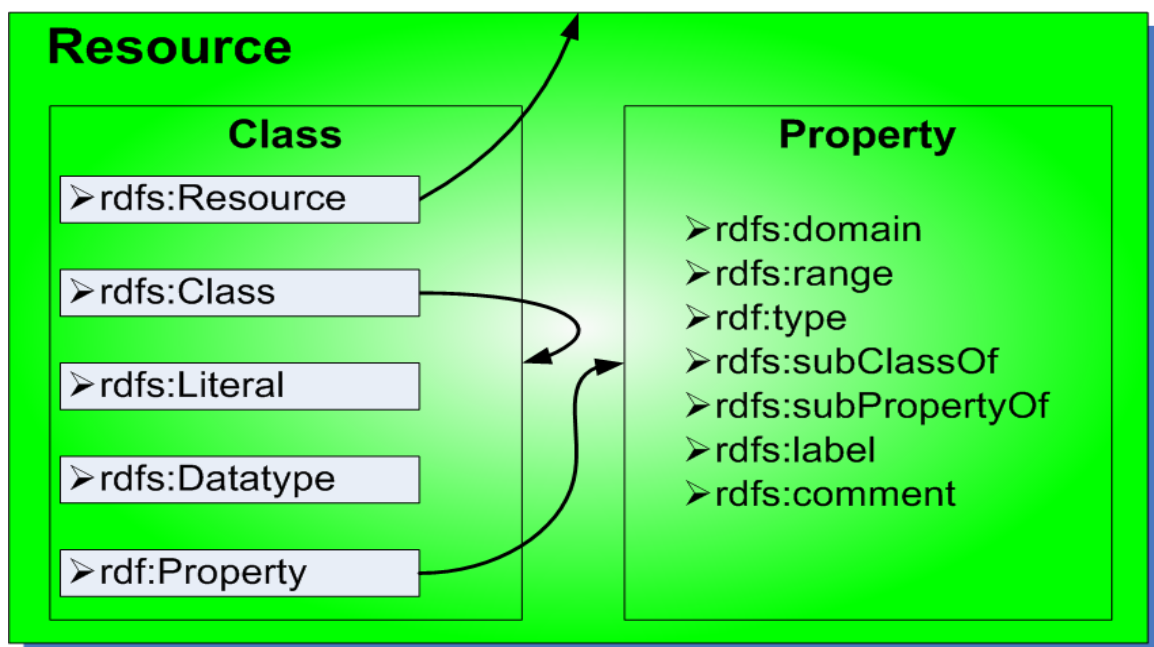 Resource
Class
➢rdfs:Resource
➢rdfs:Class
➢rdfs:Literal
➢rdfs:Datatype
➢rdf:Property
Property
➢rdfs:domain
➢rdfs:range
➢rdf:type
➢rdfs:subClassOf
➢rdfs:subPropertyOf
➢rdfs:label
➢rdfs:comment